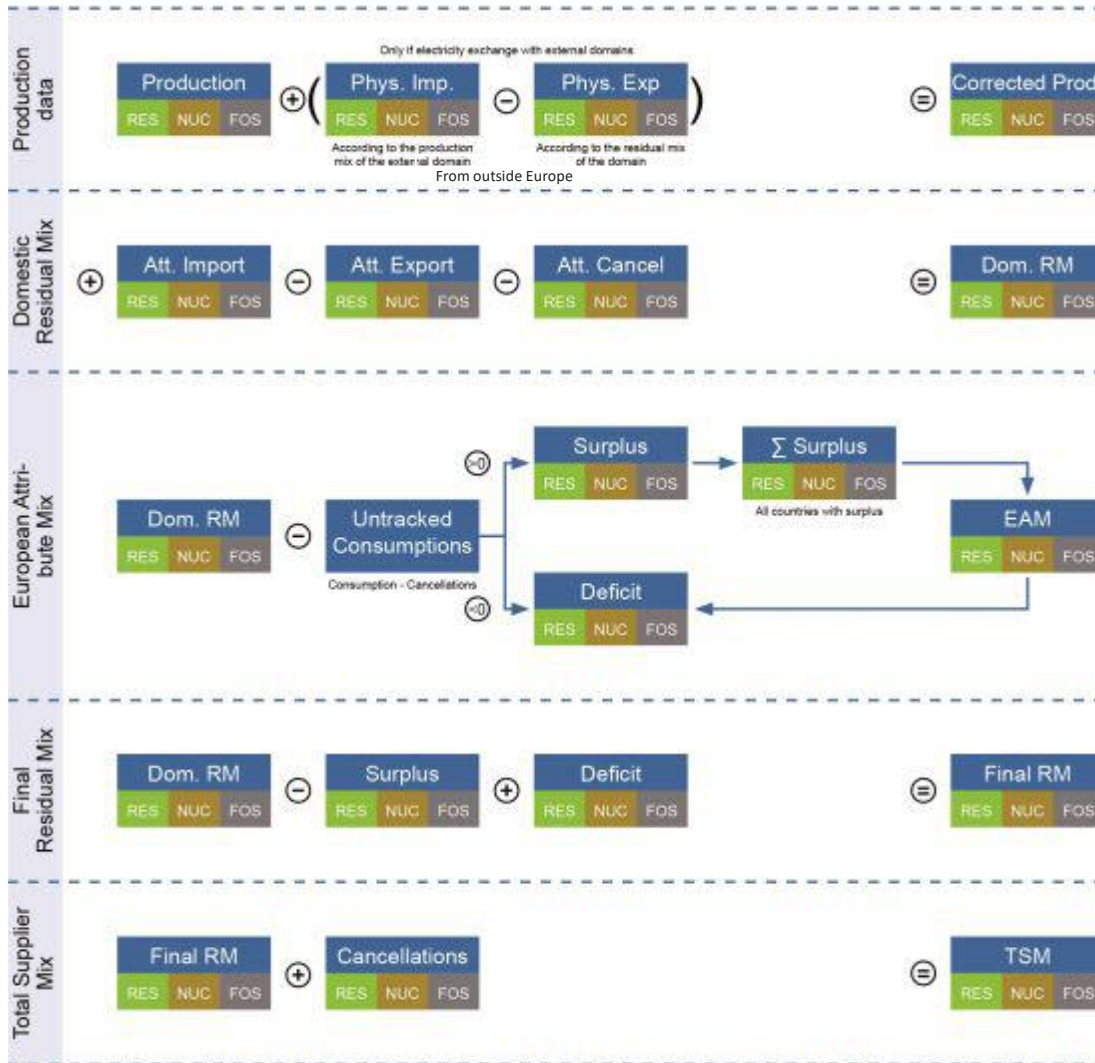 Production
data
Only if electricity exchange with external domains
Production
RES NUC FOS
+
(
Phys. Imp.
RES NUC FOS
According to the production
mix of the external domain
−
Phys. Exp
RES NUC FOS
According to the residual mix
of the domain
)
From outside Europe
=
Corrected Prod
RES NUC FOS
Domestic
Residual Mix
+
Att. Import
RES NUC FOS
−
Att. Export
RES NUC FOS
−
Att. Cancel
RES NUC FOS
=
Dom. RM
RES NUC FOS
European Attri-
bute Mix
Dom. RM
RES NUC FOS
−
Untracked
Consumptions
Consumption - Cancellations
>0
Surplus
RES NUC FOS
∑ Surplus
RES NUC FOS
All countries with surplus
EAM
RES NUC FOS
<0
Deficit
RES NUC FOS
Final
Residual Mix
Dom. RM
RES NUC FOS
−
Surplus
RES NUC FOS
+
Deficit
RES NUC FOS
=
Final RM
RES NUC FOS
Total Supplier
Mix
Final RM
RES NUC FOS
+
Cancellations
RES NUC FOS
=
TSM
RES NUC FOS